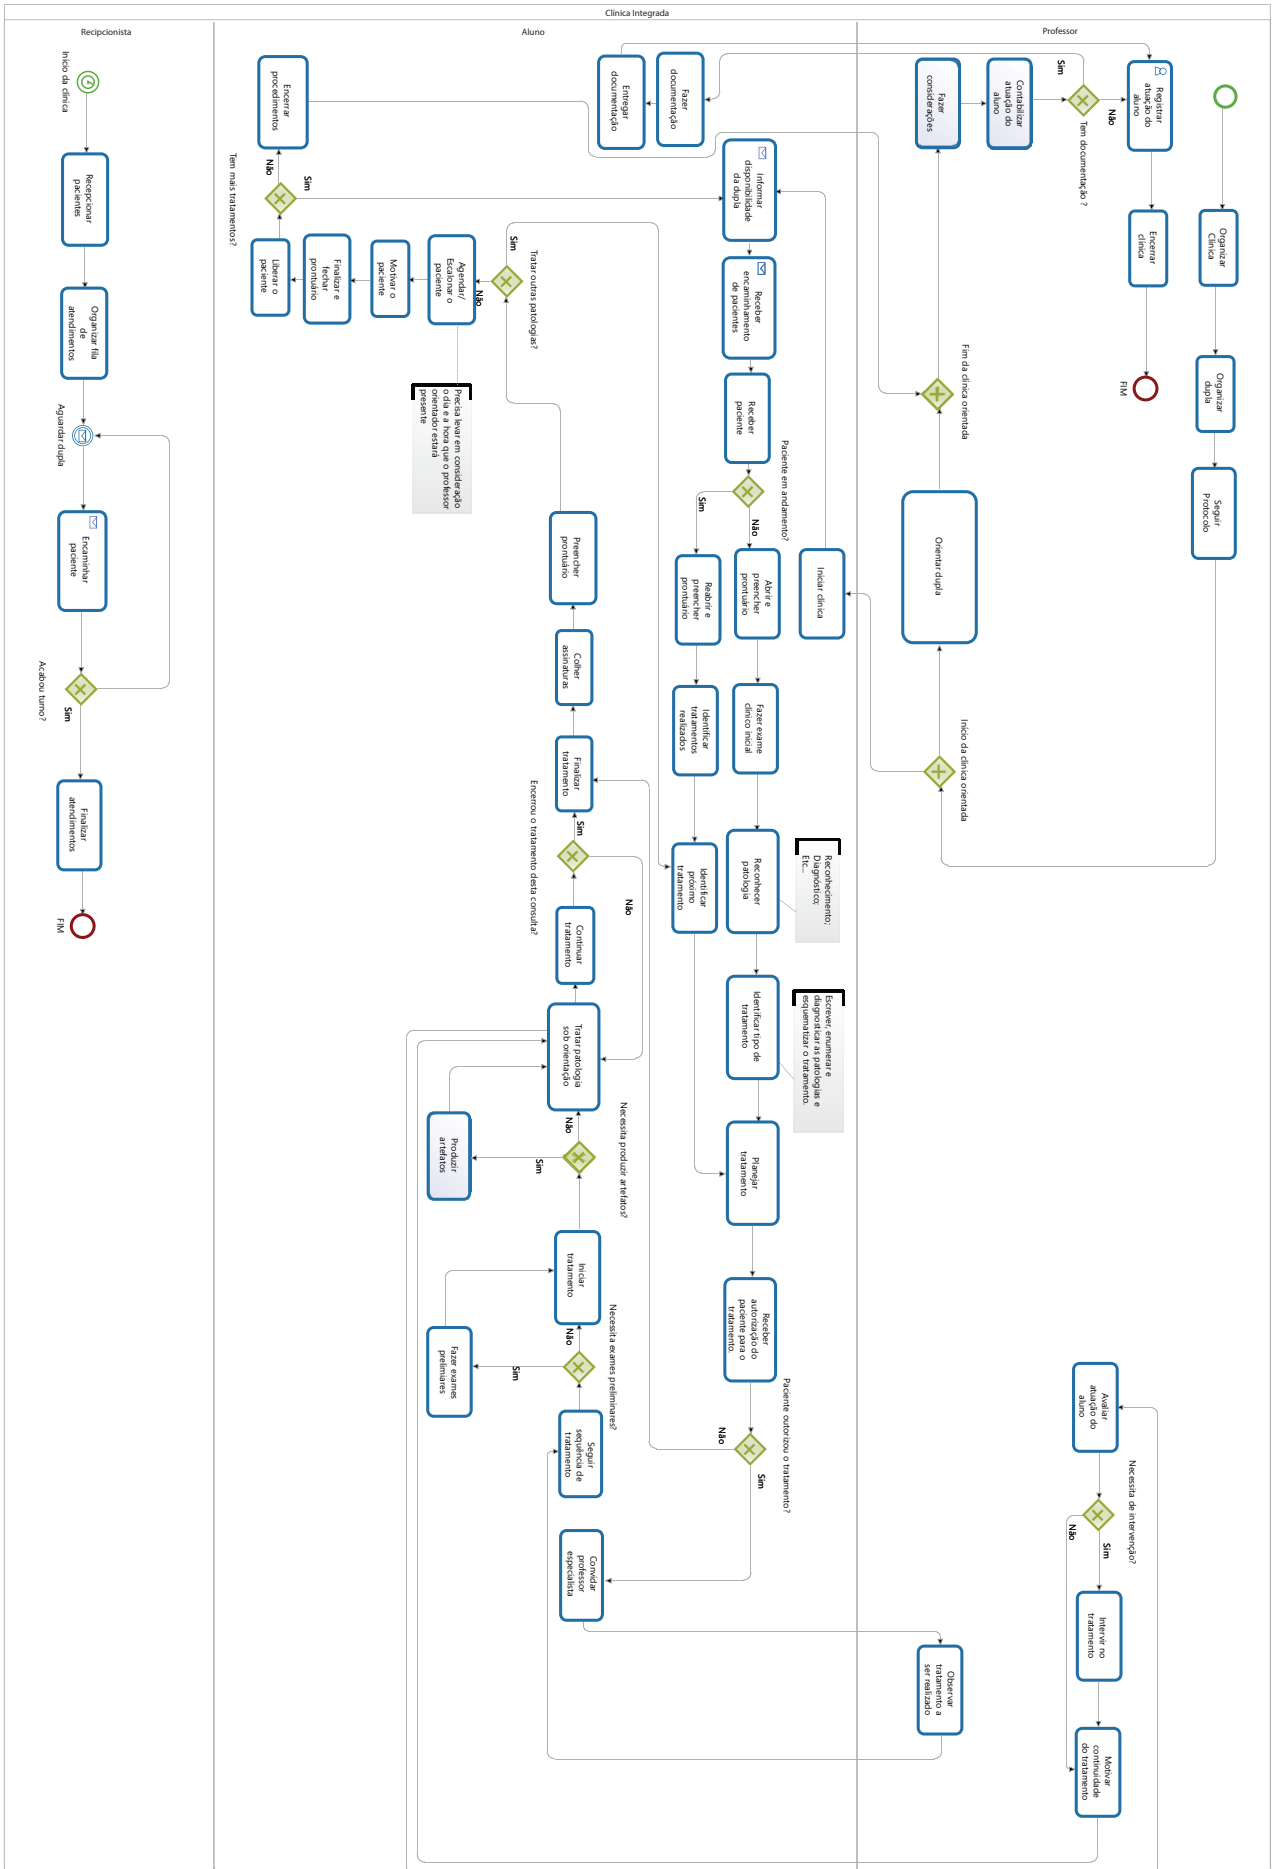 Clínica Integrada
Professor
Organizar
Clínica
Organizar
dupla
Seguir
Protocolo
Registrar
atuação do
aluno
Encerrar
clínica
FIM
Não
Sim
Tem documentação ?
Contabilizar
atuação do
aluno
Fazer
considerações
Fim da clínica orientada
Orientar dupla
Início da clínica orientada
Avaliar
atuação do
aluno
Necessita de intervenção?
Sim
Não
Intervir no
tratamento
Motivar
continuidade
do tratamento
Observar
tratamento a
ser realizado
Aluno
Fazer
documentação
Entregar
documentação
Iniciar clínica
Informar
disponibilidade
da dupla
Receber
encaminhamento
de pacientes
Receber
paciente
Paciente em andamento?
Não
Sim
Abrir e
preencher
prontuário
Fazer exame
clínico inicial
Reconhecer
patologia
Reconhecimento;
Diagnóstico;
Etc...
Identificar tipo de
tratamento
Escrever, enumerar e
diagnosticar as patologias e
esquematizar o tratamento.
Planejar
tratamento
Receber
autorização do
paciente para o
tratamento.
Paciente outorizou o tratamento?
Sim
Não
Reabrir e
preencher
prontuário
Identificar
tratamentos
realizados
Identificar
próximo
tratamento
Convidar
professor
especialista
Seguir
sequência de
tratamento
Necessita exames preliminares?
Não
Sim
Fazer exames
prelimiares
Iniciar
tratamento
Necessita produzir artefatos?
Não
Sim
Produzir
artefatos
Tratar patologia
sob orientação
Continuar
tratamento
Encerrou o tratamento desta consulta?
Não
Sim
Finalizar
tratamento
Colher
assinaturas
Preencher
prontuário
Tratar outras patologias?
Sim
Não
Agendar/
Escalonar o
paciente
Precisa levar em consideração
o dia e a hora que o professor
orientador estará
presente
Motivar o
paciente
Finalizar e
fechar
prontuário
Liberar o
paciente
Tem mais tratamentos?
Sim
Não
Encerrar
procedimentos
Recipcionista
Início da clínica
Recepcionar
pacientes
Organizar fila
de
atendimentos
Aguardar dupla
Encaminhar
paciente
Acabou turno?
Sim
Finalizar
atendimentos
FIM